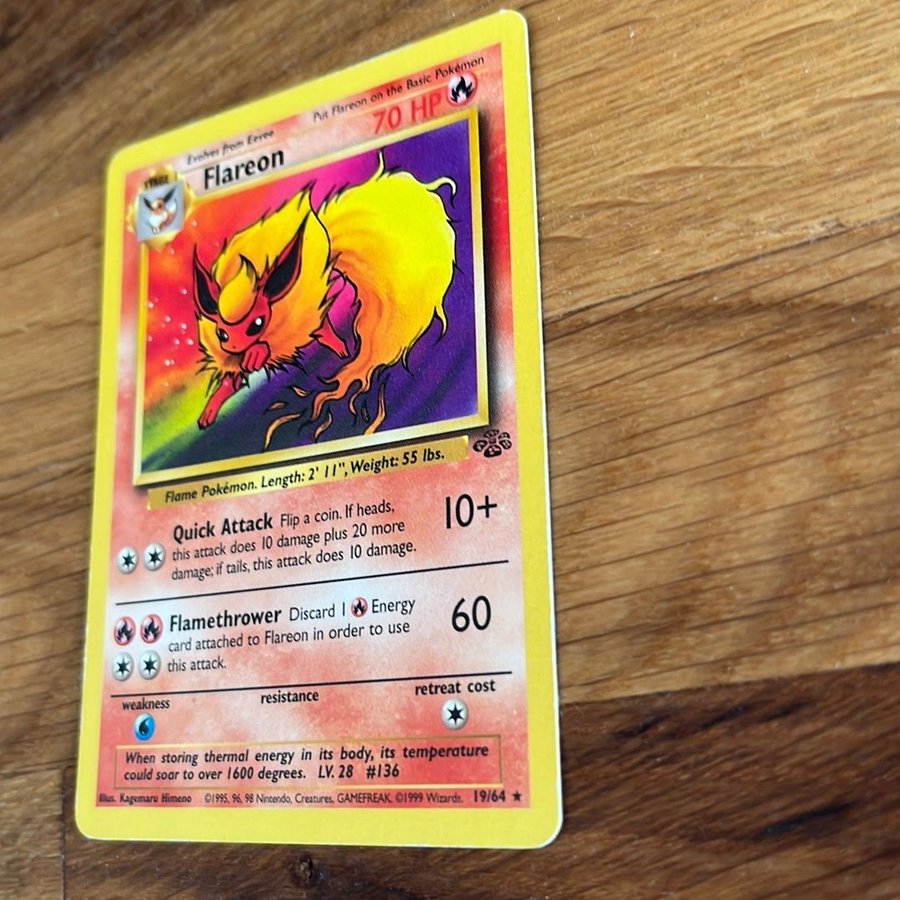 Evolves from Eevee Put Flareon on the Basic Pokémon
STAGE
Flareon 70 HP
Flame Pokémon. Length: 2' 11", Weight: 55 lbs.
Quick Attack Flip a coin. If heads,
this attack does 10 damage plus 20 more
damage; if tails, this attack does 10 damage.
10+
Flamethrower Discard 1 Energy
card attached to Flareon in order to use
this attack.
60
weakness resistance retreat cost
When storing thermal energy in its body, its temperature
could soar to over 1600 degrees. LV. 28 #136
Illus. Kagemaru Himeno ©1995, 96, 98 Nintendo, Creatures, GAMEFREAK. ©1999 Wizards. 19/64 ★